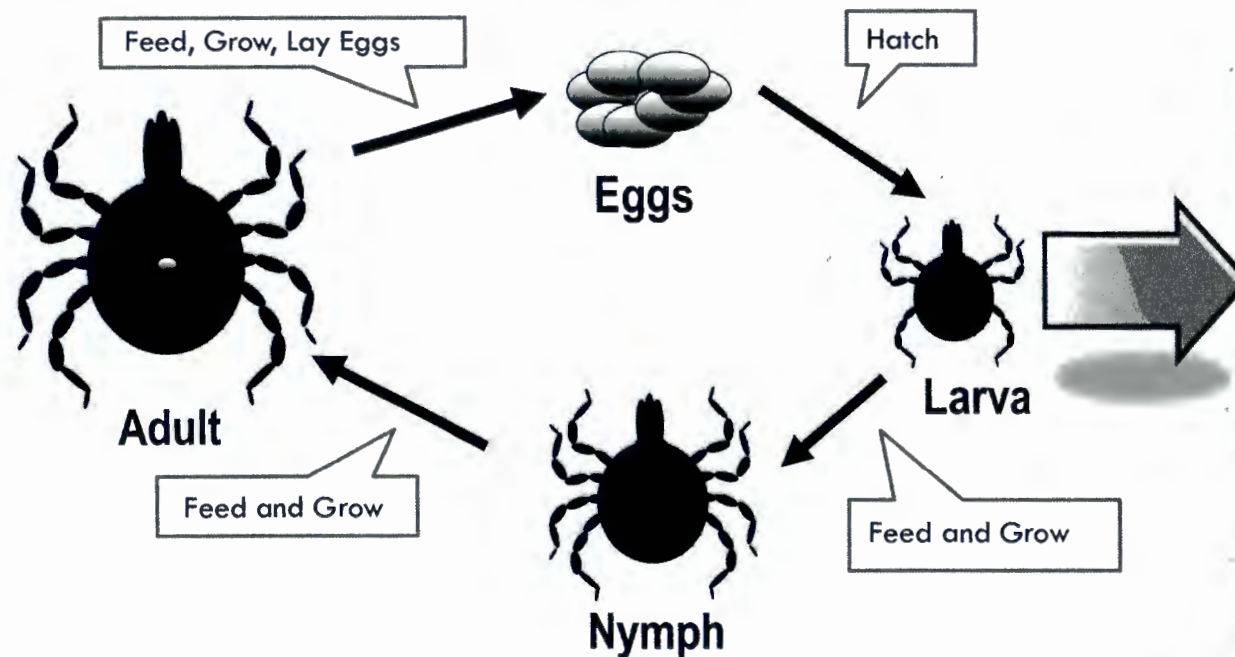 Feed, Grow, Lay Eggs
Hatch
Eggs
Larva
Adult
Feed and Grow
Feed and Grow
Nymph